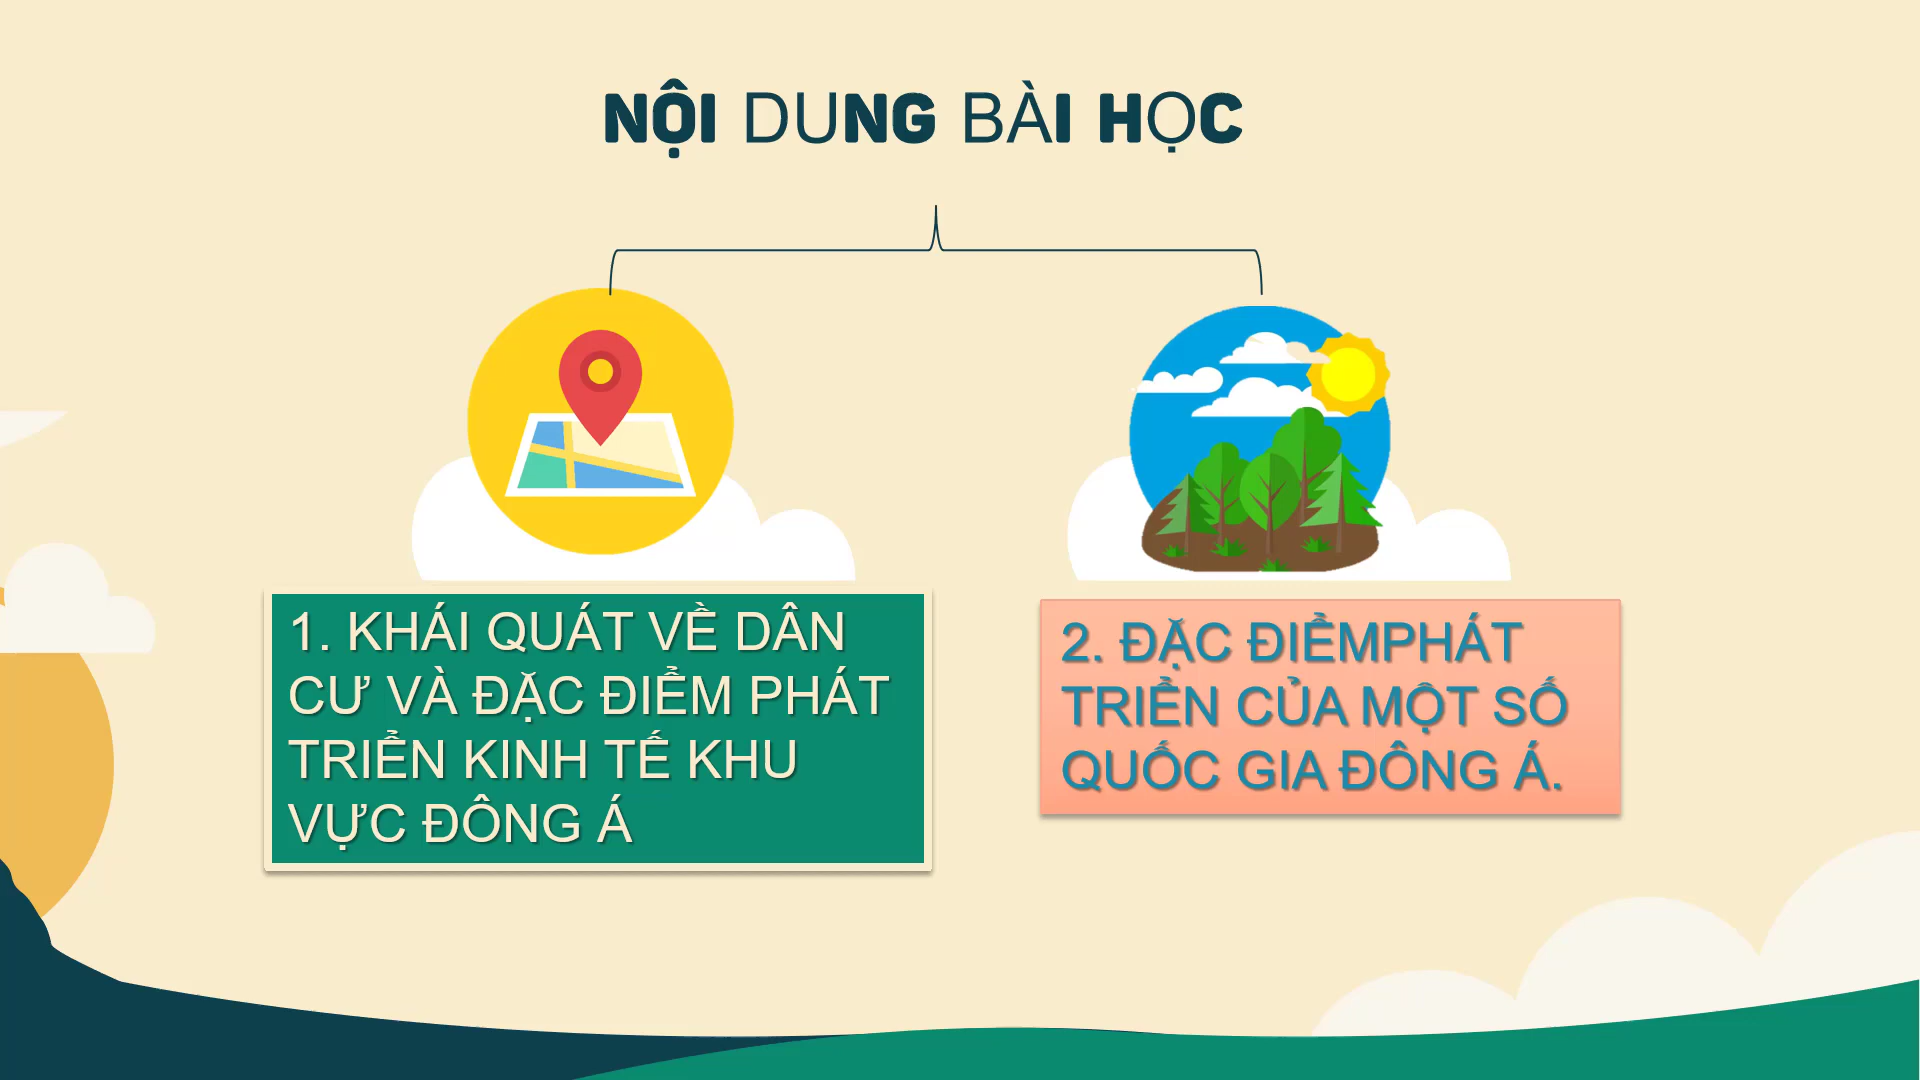 NỘI DUNG BÀI HỌC
1. KHÁI QUÁT VỀ DÂN
CƯ VÀ ĐẶC ĐIỂM PHÁT
TRIỂN KINH TẾ KHU
VỰC ĐÔNG Á
2. ĐẶC ĐIỂMPHÁT
TRIỂN CỦA MỘT SỐ
QUỐC GIA ĐÔNG Á.